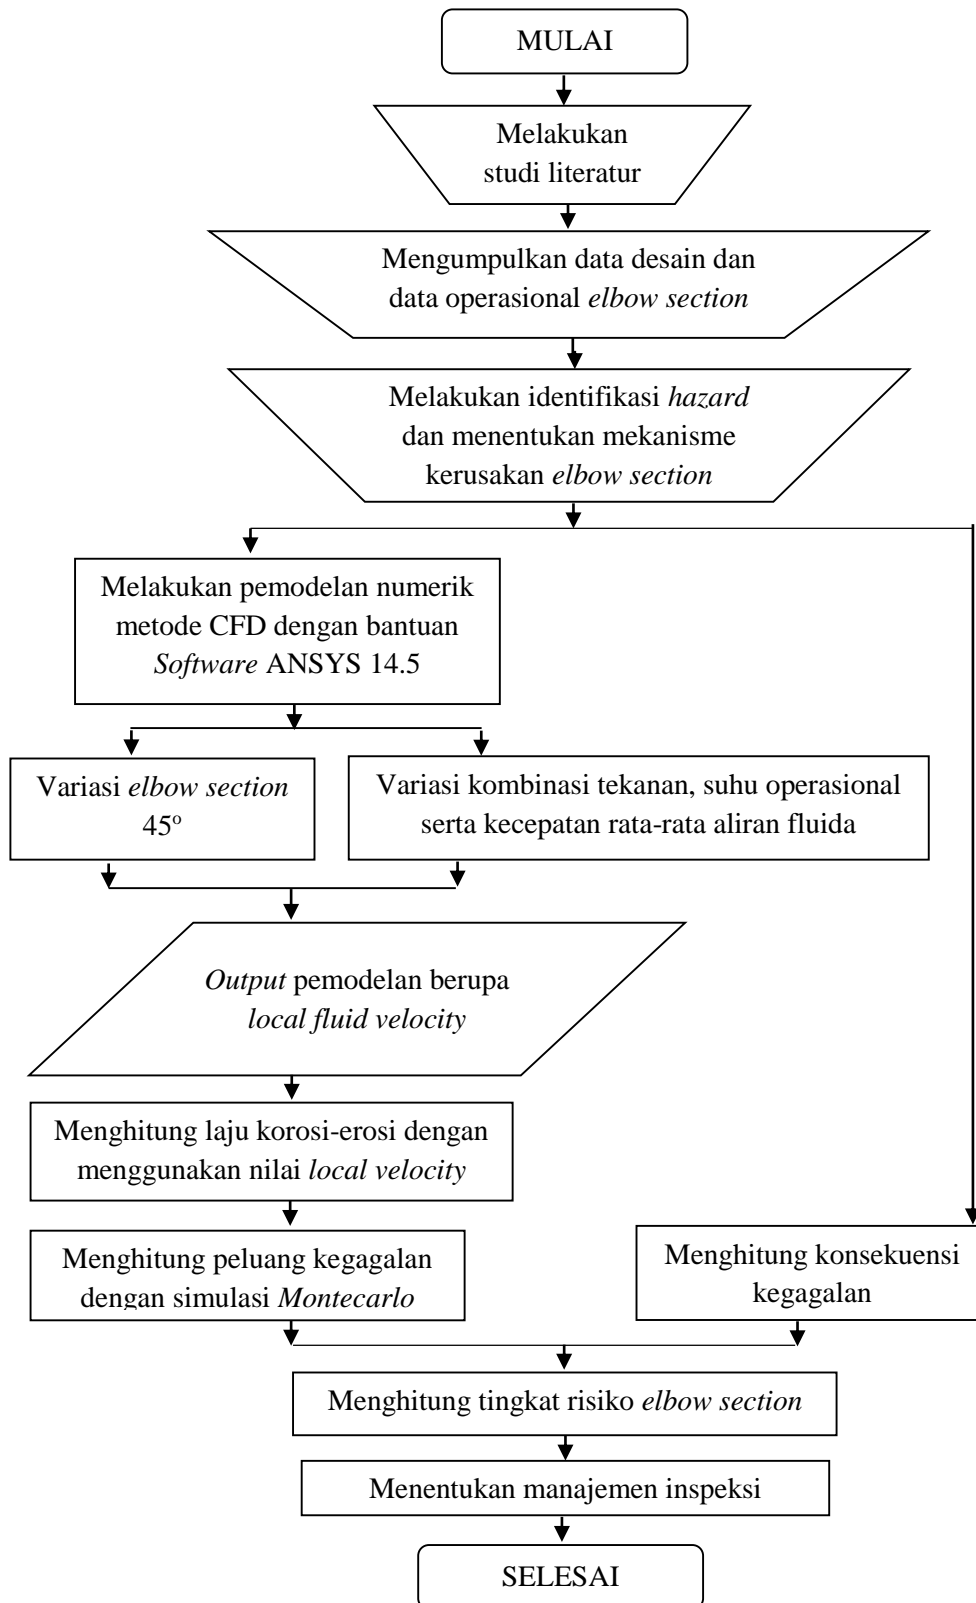 MULAI
Melakukan
studi literatur
Mengumpulkan data desain dan
data operasional elbow section
Melakukan identifikasi hazard
dan menentukan mekanisme
kerusakan elbow section
Melakukan pemodelan numerik
metode CFD dengan bantuan
Software ANSYS 14.5
Variasi elbow section
45º
Variasi kombinasi tekanan, suhu operasional
serta kecepatan rata-rata aliran fluida
Output pemodelan berupa
local fluid velocity
Menghitung laju korosi-erosi dengan
menggunakan nilai local velocity
Menghitung peluang kegagalan
dengan simulasi Montecarlo
Menghitung konsekuensi
kegagalan
Menghitung tingkat risiko elbow section
Menentukan manajemen inspeksi
SELESAI